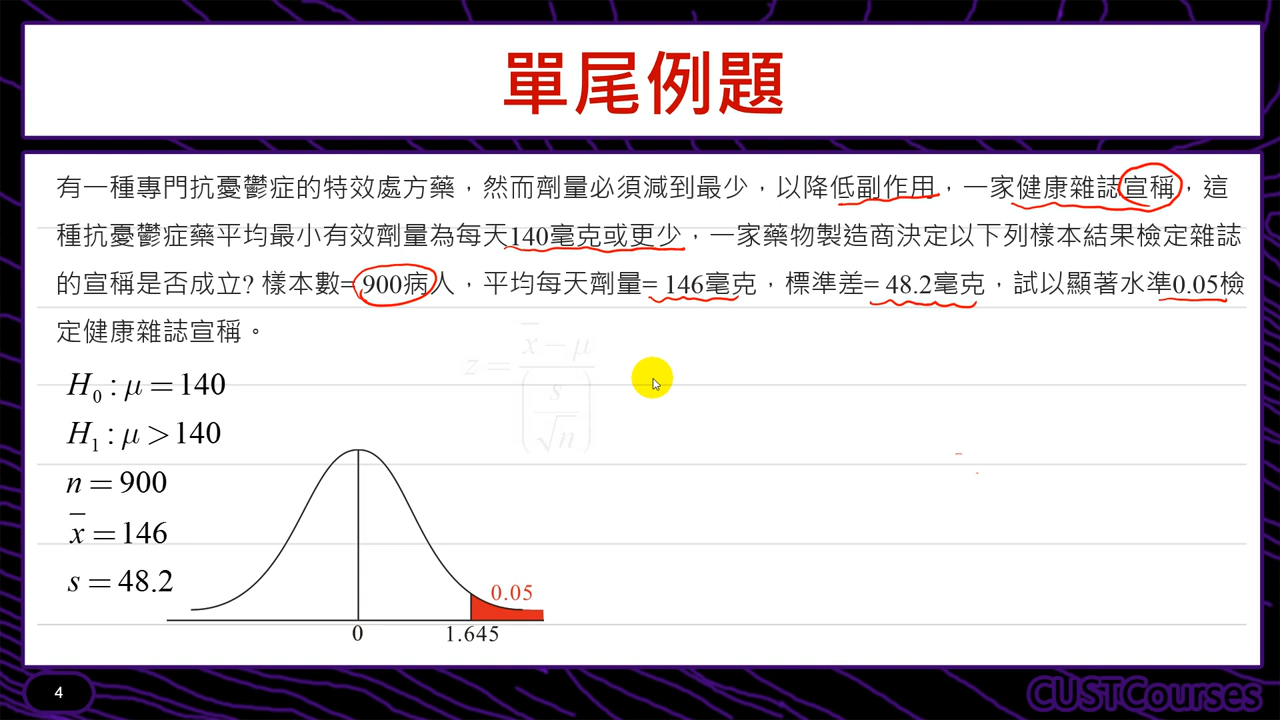 單尾例題
有一種專門抗憂鬱症的特效處方藥，然而劑量必須減到最少，以降低副作用，一家健康雜誌宣稱，這
種抗憂鬱症藥平均最小有效劑量為每天140毫克或更少，一家藥物製造商決定以下列樣本結果檢定雜誌
的宣稱是否成立? 樣本數= 900病人，平均每天劑量= 146毫克，標準差= 48.2毫克，試以顯著水準0.05檢
定健康雜誌宣稱。
z = (x̄ − μ) / (s / √n)
H₀ : μ = 140
H₁ : μ > 140
n = 900
x̄ = 146
s = 48.2
0.05
0
1.645
4
CUSTCourses